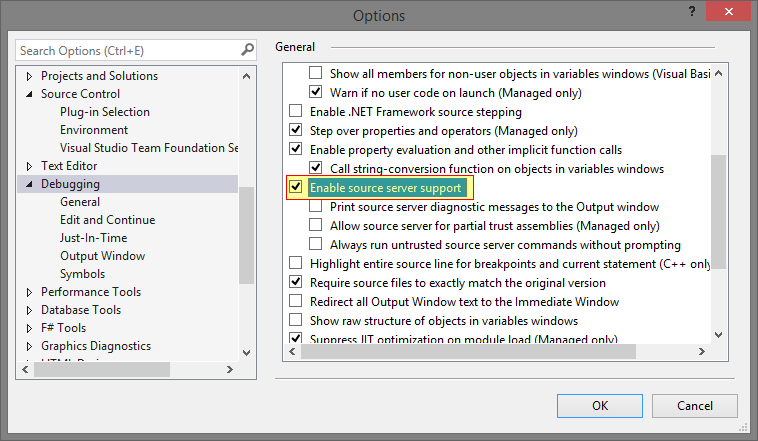 Options
?
Search Options (Ctrl+E)
Projects and Solutions
Source Control
Plug-in Selection
Environment
Visual Studio Team Foundation Se
Text Editor
Debugging
General
Edit and Continue
Just-In-Time
Output Window
Symbols
Performance Tools
Database Tools
F# Tools
Graphics Diagnostics
General
Show all members for non-user objects in variables windows (Visual Basi
Warn if no user code on launch (Managed only)
Enable .NET Framework source stepping
Step over properties and operators (Managed only)
Enable property evaluation and other implicit function calls
Call string-conversion function on objects in variables windows
Enable source server support
Print source server diagnostic messages to the Output window
Allow source server for partial trust assemblies (Managed only)
Always run untrusted source server commands without prompting
Highlight entire source line for breakpoints and current statement (C++ only
Require source files to exactly match the original version
Redirect all Output Window text to the Immediate Window
Show raw structure of objects in variables windows
Suppress JIT optimization on module load (Managed only)
OK
Cancel